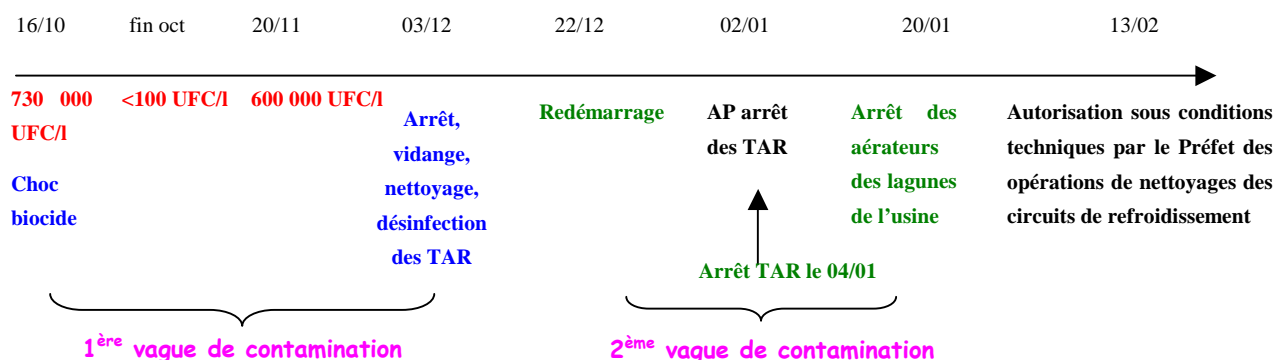 16/10 fin oct 20/11 03/12 22/12 02/01 20/01 13/02
730 000
UFC/l
<100 UFC/l
600 000 UFC/l
Choc
biocide
Arrêt,
vidange,
nettoyage,
désinfection
des TAR
Redémarrage
AP arrêt
des TAR
Arrêt TAR le 04/01
Arrêt des
aérateurs
des lagunes
de l’usine
Autorisation sous conditions
techniques par le Préfet des
opérations de nettoyages des
circuits de refroidissement
1ère vague de contamination
2ème vague de contamination